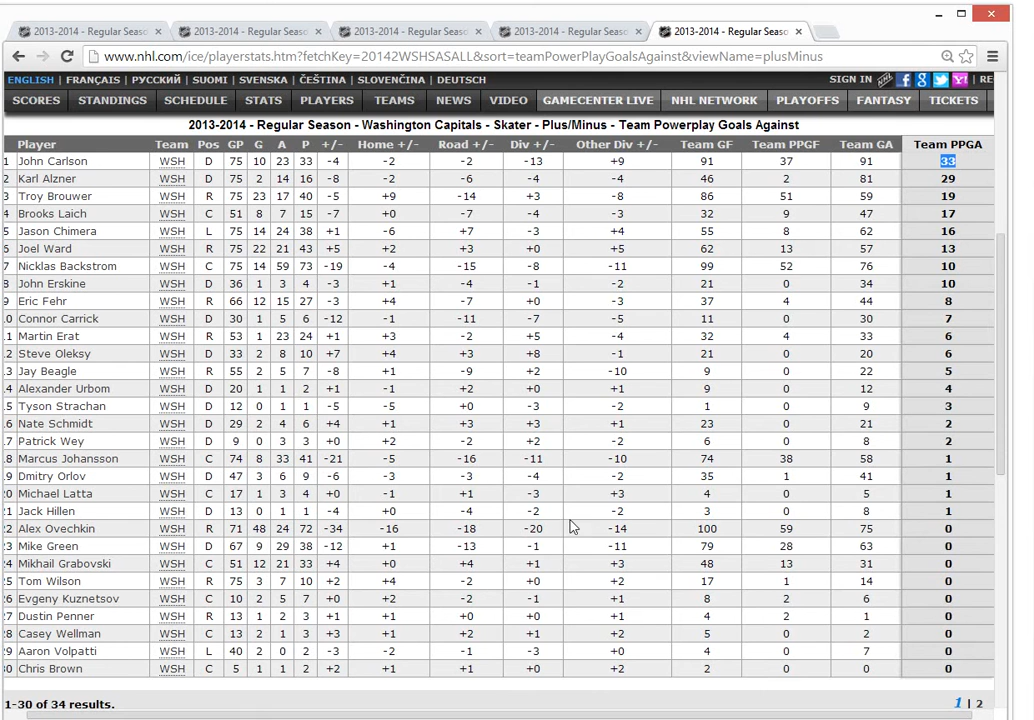 2013-2014 - Regular Seaso × 2013-2014 - Regular Seaso × 2013-2014 - Regular Seaso × 2013-2014 - Regular Seaso × 2013-2014 - Regular Seaso ×
www.nhl.com/ice/playerstats.htm?fetchKey=20142WSHSASALL&sort=teamPowerPlayGoalsAgainst&viewName=plusMinus
ENGLISH | FRANÇAIS | РУССКИЙ | SUOMI | SVENSKA | ČEŠTINA | SLOVENČINA | DEUTSCH SIGN IN RE
SCORES STANDINGS SCHEDULE STATS PLAYERS TEAMS NEWS VIDEO GAMECENTER LIVE NHL NETWORK PLAYOFFS FANTASY TICKETS
2013-2014 - Regular Season - Washington Capitals - Skater - Plus/Minus - Team Powerplay Goals Against
Player Team Pos GP G A P +/- Home +/- Road +/- Div +/- Other Div +/- Team GF Team PPGF Team GA Team PPGA
1 John Carlson WSH D 75 10 23 33 -4 -2 -2 -13 +9 91 37 91 33
2 Karl Alzner WSH D 75 2 14 16 -8 -2 -6 -4 -4 46 2 81 29
3 Troy Brouwer WSH R 75 23 17 40 -5 +9 -14 +3 -8 86 51 59 19
4 Brooks Laich WSH C 51 8 7 15 -7 +0 -7 -4 -3 32 9 47 17
5 Jason Chimera WSH L 75 14 24 38 +1 -6 +7 -3 +4 55 8 62 16
6 Joel Ward WSH R 75 22 21 43 +5 +2 +3 +0 +5 62 13 57 13
7 Nicklas Backstrom WSH C 75 14 59 73 -19 -4 -15 -8 -11 99 52 76 10
8 John Erskine WSH D 36 1 3 4 -3 +1 -4 -1 -2 21 0 34 10
9 Eric Fehr WSH R 66 12 15 27 -3 +4 -7 +0 -3 37 4 44 8
0 Connor Carrick WSH D 30 1 5 6 -12 -1 -11 -7 -5 11 0 30 7
11 Martin Erat WSH R 53 1 23 24 +1 +3 -2 +5 -4 32 4 33 6
12 Steve Oleksy WSH D 33 2 8 10 +7 +4 +3 +8 -1 21 0 20 6
13 Jay Beagle WSH R 55 2 5 7 -8 +1 -9 +2 -10 9 0 22 5
14 Alexander Urbom WSH D 20 1 1 2 +1 -1 +2 +0 +1 9 0 12 4
15 Tyson Strachan WSH D 12 0 1 1 -5 -5 +0 -3 -2 1 0 9 3
16 Nate Schmidt WSH D 29 2 4 6 +4 +1 +3 +3 +1 23 0 21 2
17 Patrick Wey WSH D 9 0 3 3 +0 +2 -2 +2 -2 6 0 8 2
18 Marcus Johansson WSH C 74 8 33 41 -21 -5 -16 -11 -10 74 38 58 1
19 Dmitry Orlov WSH D 47 3 6 9 -6 -3 -3 -4 -2 35 1 41 1
20 Michael Latta WSH C 17 1 3 4 +0 -1 +1 -3 +3 4 0 5 1
21 Jack Hillen WSH D 13 0 1 1 -4 +0 -4 -2 -2 3 0 8 1
22 Alex Ovechkin WSH R 71 48 24 72 -34 -16 -18 -20 -14 100 59 75 0
23 Mike Green WSH D 67 9 29 38 -12 +1 -13 -1 -11 79 28 63 0
24 Mikhail Grabovski WSH C 51 12 21 33 +4 +0 +4 +1 +3 48 13 31 0
25 Tom Wilson WSH R 75 3 7 10 +2 +4 -2 +0 +2 17 1 14 0
26 Evgeny Kuznetsov WSH C 10 2 5 7 +0 +2 -2 -1 +1 8 2 6 0
27 Dustin Penner WSH R 13 1 2 3 +1 +1 +0 +0 +1 4 2 1 0
28 Casey Wellman WSH C 13 2 1 3 +3 +1 +2 +1 +2 5 0 2 0
29 Aaron Volpatti WSH L 40 2 0 2 -3 -2 -1 -3 +0 4 0 7 0
30 Chris Brown WSH C 5 1 1 2 +2 +1 +1 +0 +2 2 0 0 0
1-30 of 34 results. 1 | 2